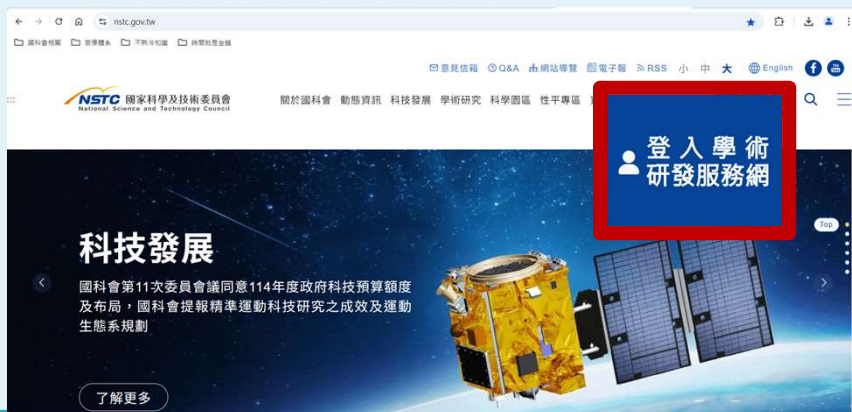 nstc.gov.tw
國科會相關 首模體系 不熟冷知識 時間就是金錢
意見信箱 Q&A 網站導覽 電子報 RSS 小 中 大 English
NSTC 國家科學及技術委員會
National Science and Technology Council
關於國科會 動態資訊 科技發展 學術研究 科學園區 性平專區
登入學術
研發服務網
Top
科技發展
國科會第11次委員會議同意114年度政府科技預算額度
及布局，國科會提報精準運動科技研究之成效及運動
生態系規劃
了解更多